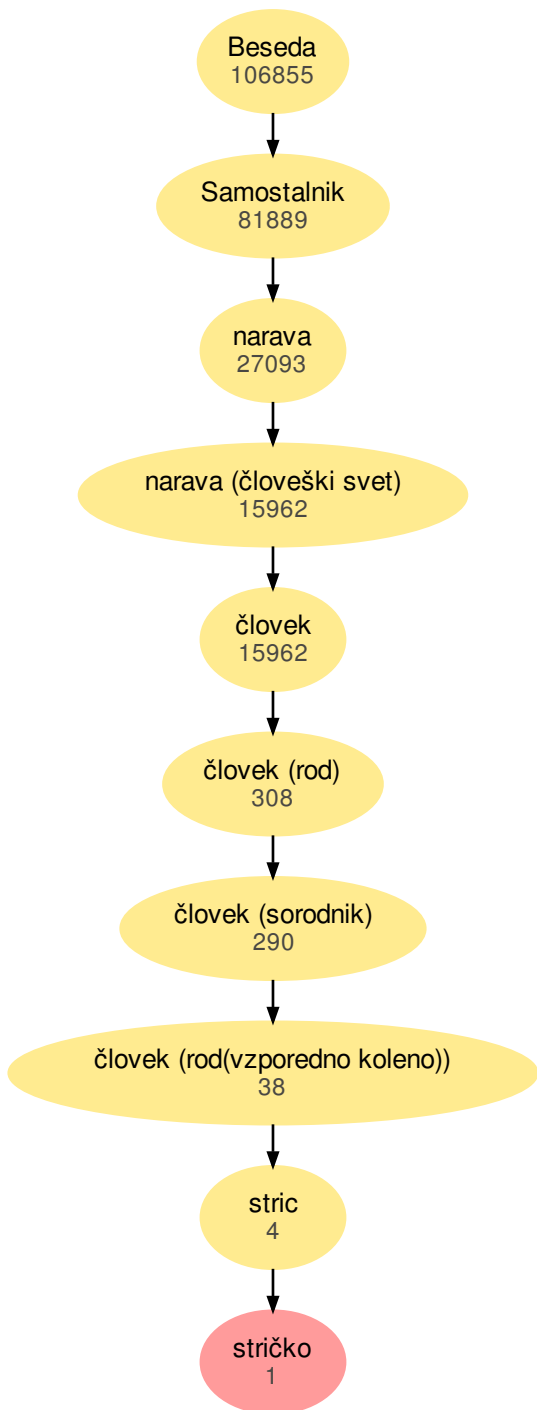 Beseda
106855
Samostalnik
81889
narava
27093
narava (človeški svet)
15962
človek
15962
človek (rod)
308
človek (sorodnik)
290
človek (rod(vzporedno koleno))
38
stric
4
stričko
1